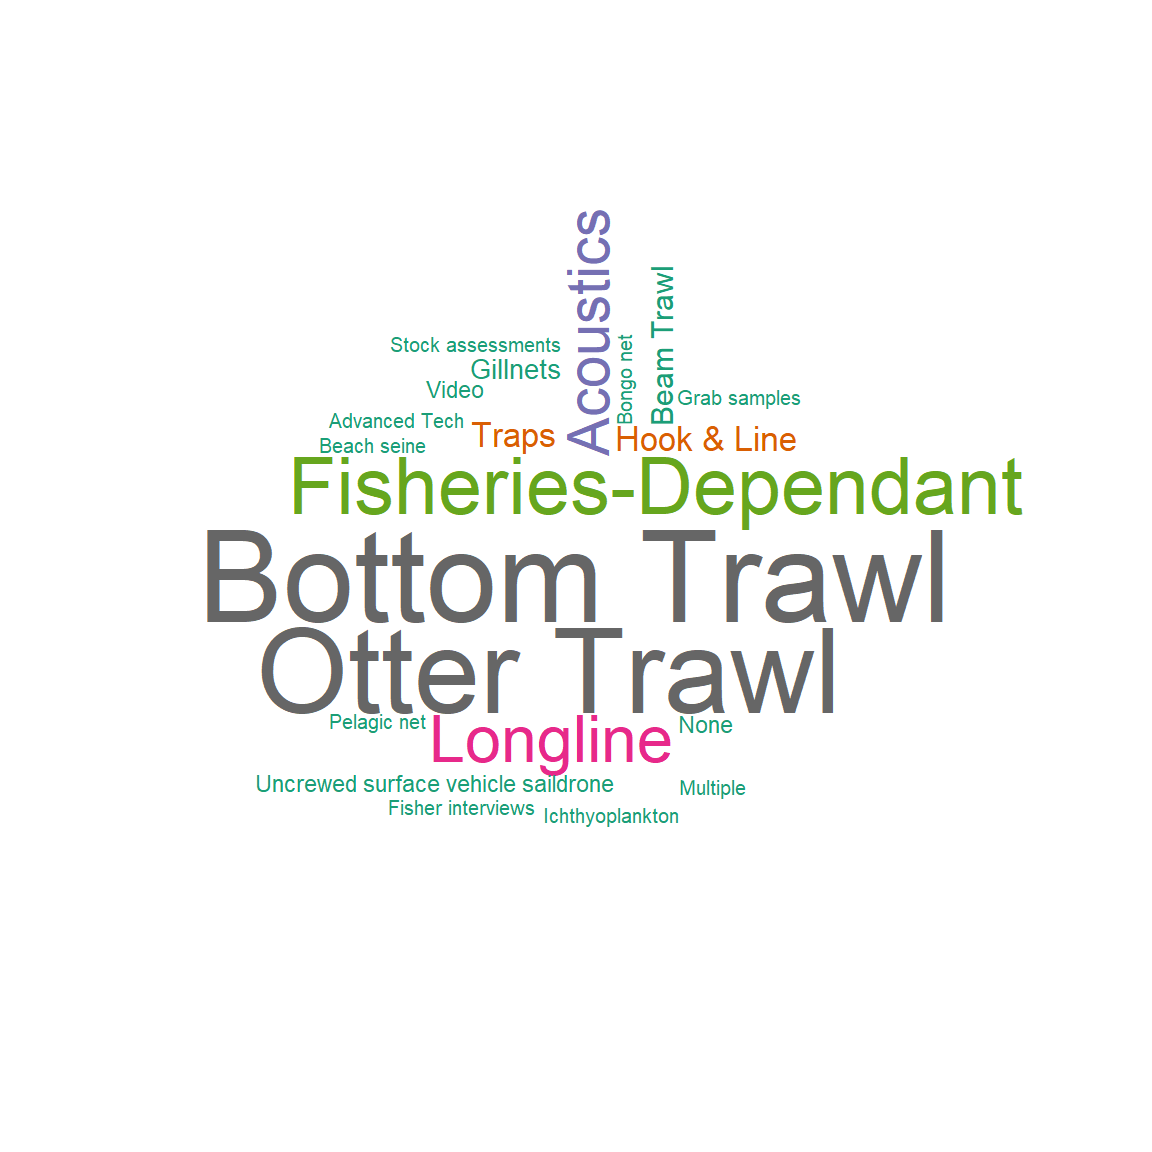 Acoustics
Beam Trawl
Bongo net
Stock assessments
Gillnets
Video
Grab samples
Advanced Tech
Traps
Hook & Line
Beach seine
Fisheries-Dependant
Bottom Trawl
Otter Trawl
Pelagic net
Longline
None
Uncrewed surface vehicle saildrone
Multiple
Fisher interviews
Ichthyoplankton